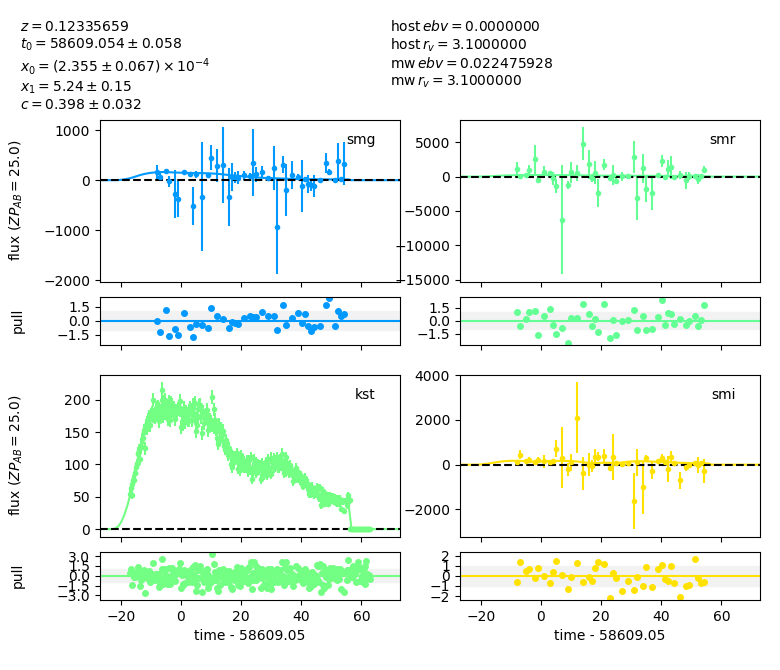 z = 0.12335659
t₀ = 58609.054 ± 0.058
x₀ = (2.355 ± 0.067) × 10⁻⁴
x₁ = 5.24 ± 0.15
c = 0.398 ± 0.032
host ebv = 0.0000000
host r_v = 3.1000000
mw ebv = 0.022475928
mw r_v = 3.1000000
smg
flux (ZP_AB = 25.0)
1000
0
−1000
−2000
smr
5000
0
−5000
−10000
−15000
pull
1.5
0.0
−1.5
1.5
0.0
−1.5
kst
flux (ZP_AB = 25.0)
200
150
100
50
0
smi
4000
2000
0
−2000
pull
3.0
1.5
0.0
−1.5
−3.0
−20 0 20 40 60
time - 58609.05
2
1
0
−1
−2
−20 0 20 40 60
time - 58609.05